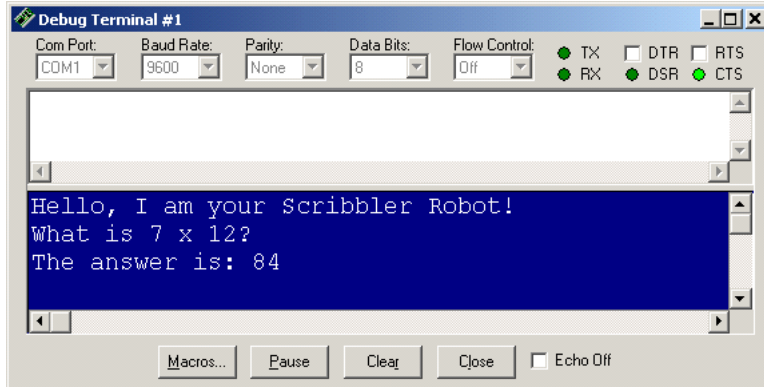 Debug Terminal #1
Com Port: Baud Rate: Parity: Data Bits: Flow Control:
COM1 9600 None 8 Off
TX DTR RTS
RX DSR CTS
Hello, I am your Scribbler Robot!
What is 7 x 12?
The answer is: 84
Macros... Pause Clear Close Echo Off